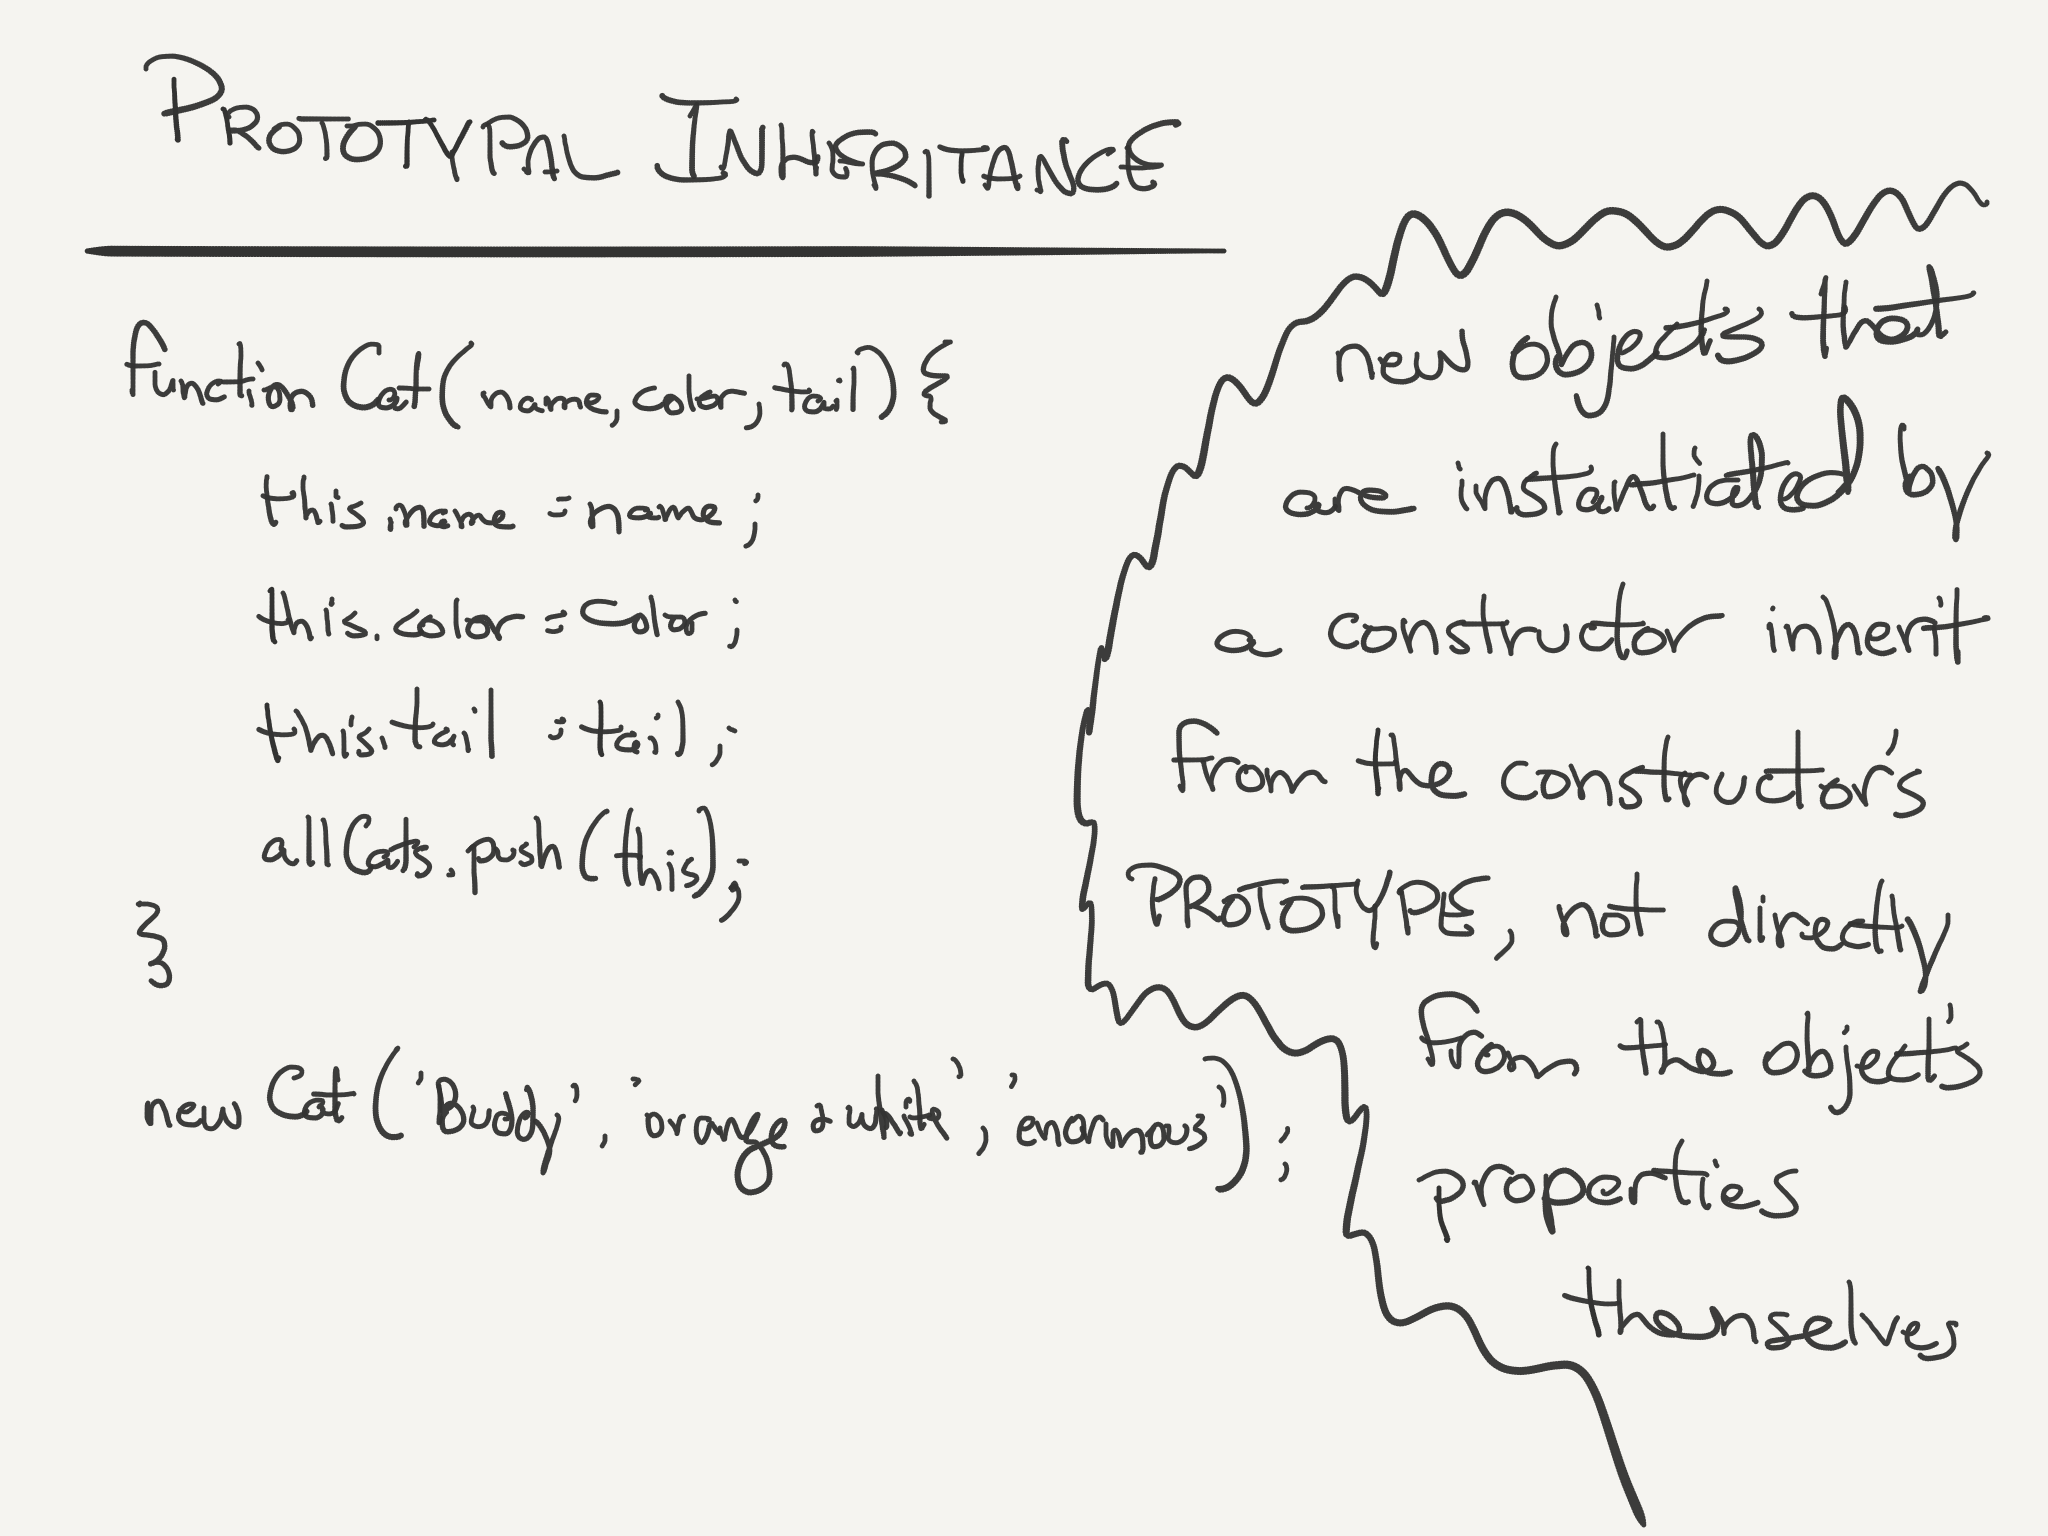 PROTOTYPAL INHERITANCE
function Cat(name, color, tail) {
this.name = name;
this.color = color;
this.tail = tail;
allCats.push(this);
}
new Cat('Buddy', 'orange & white', 'enormous');
new objects that
are instantiated by
a constructor inherit
from the constructor's
PROTOTYPE, not directly
from the object's
properties
themselves